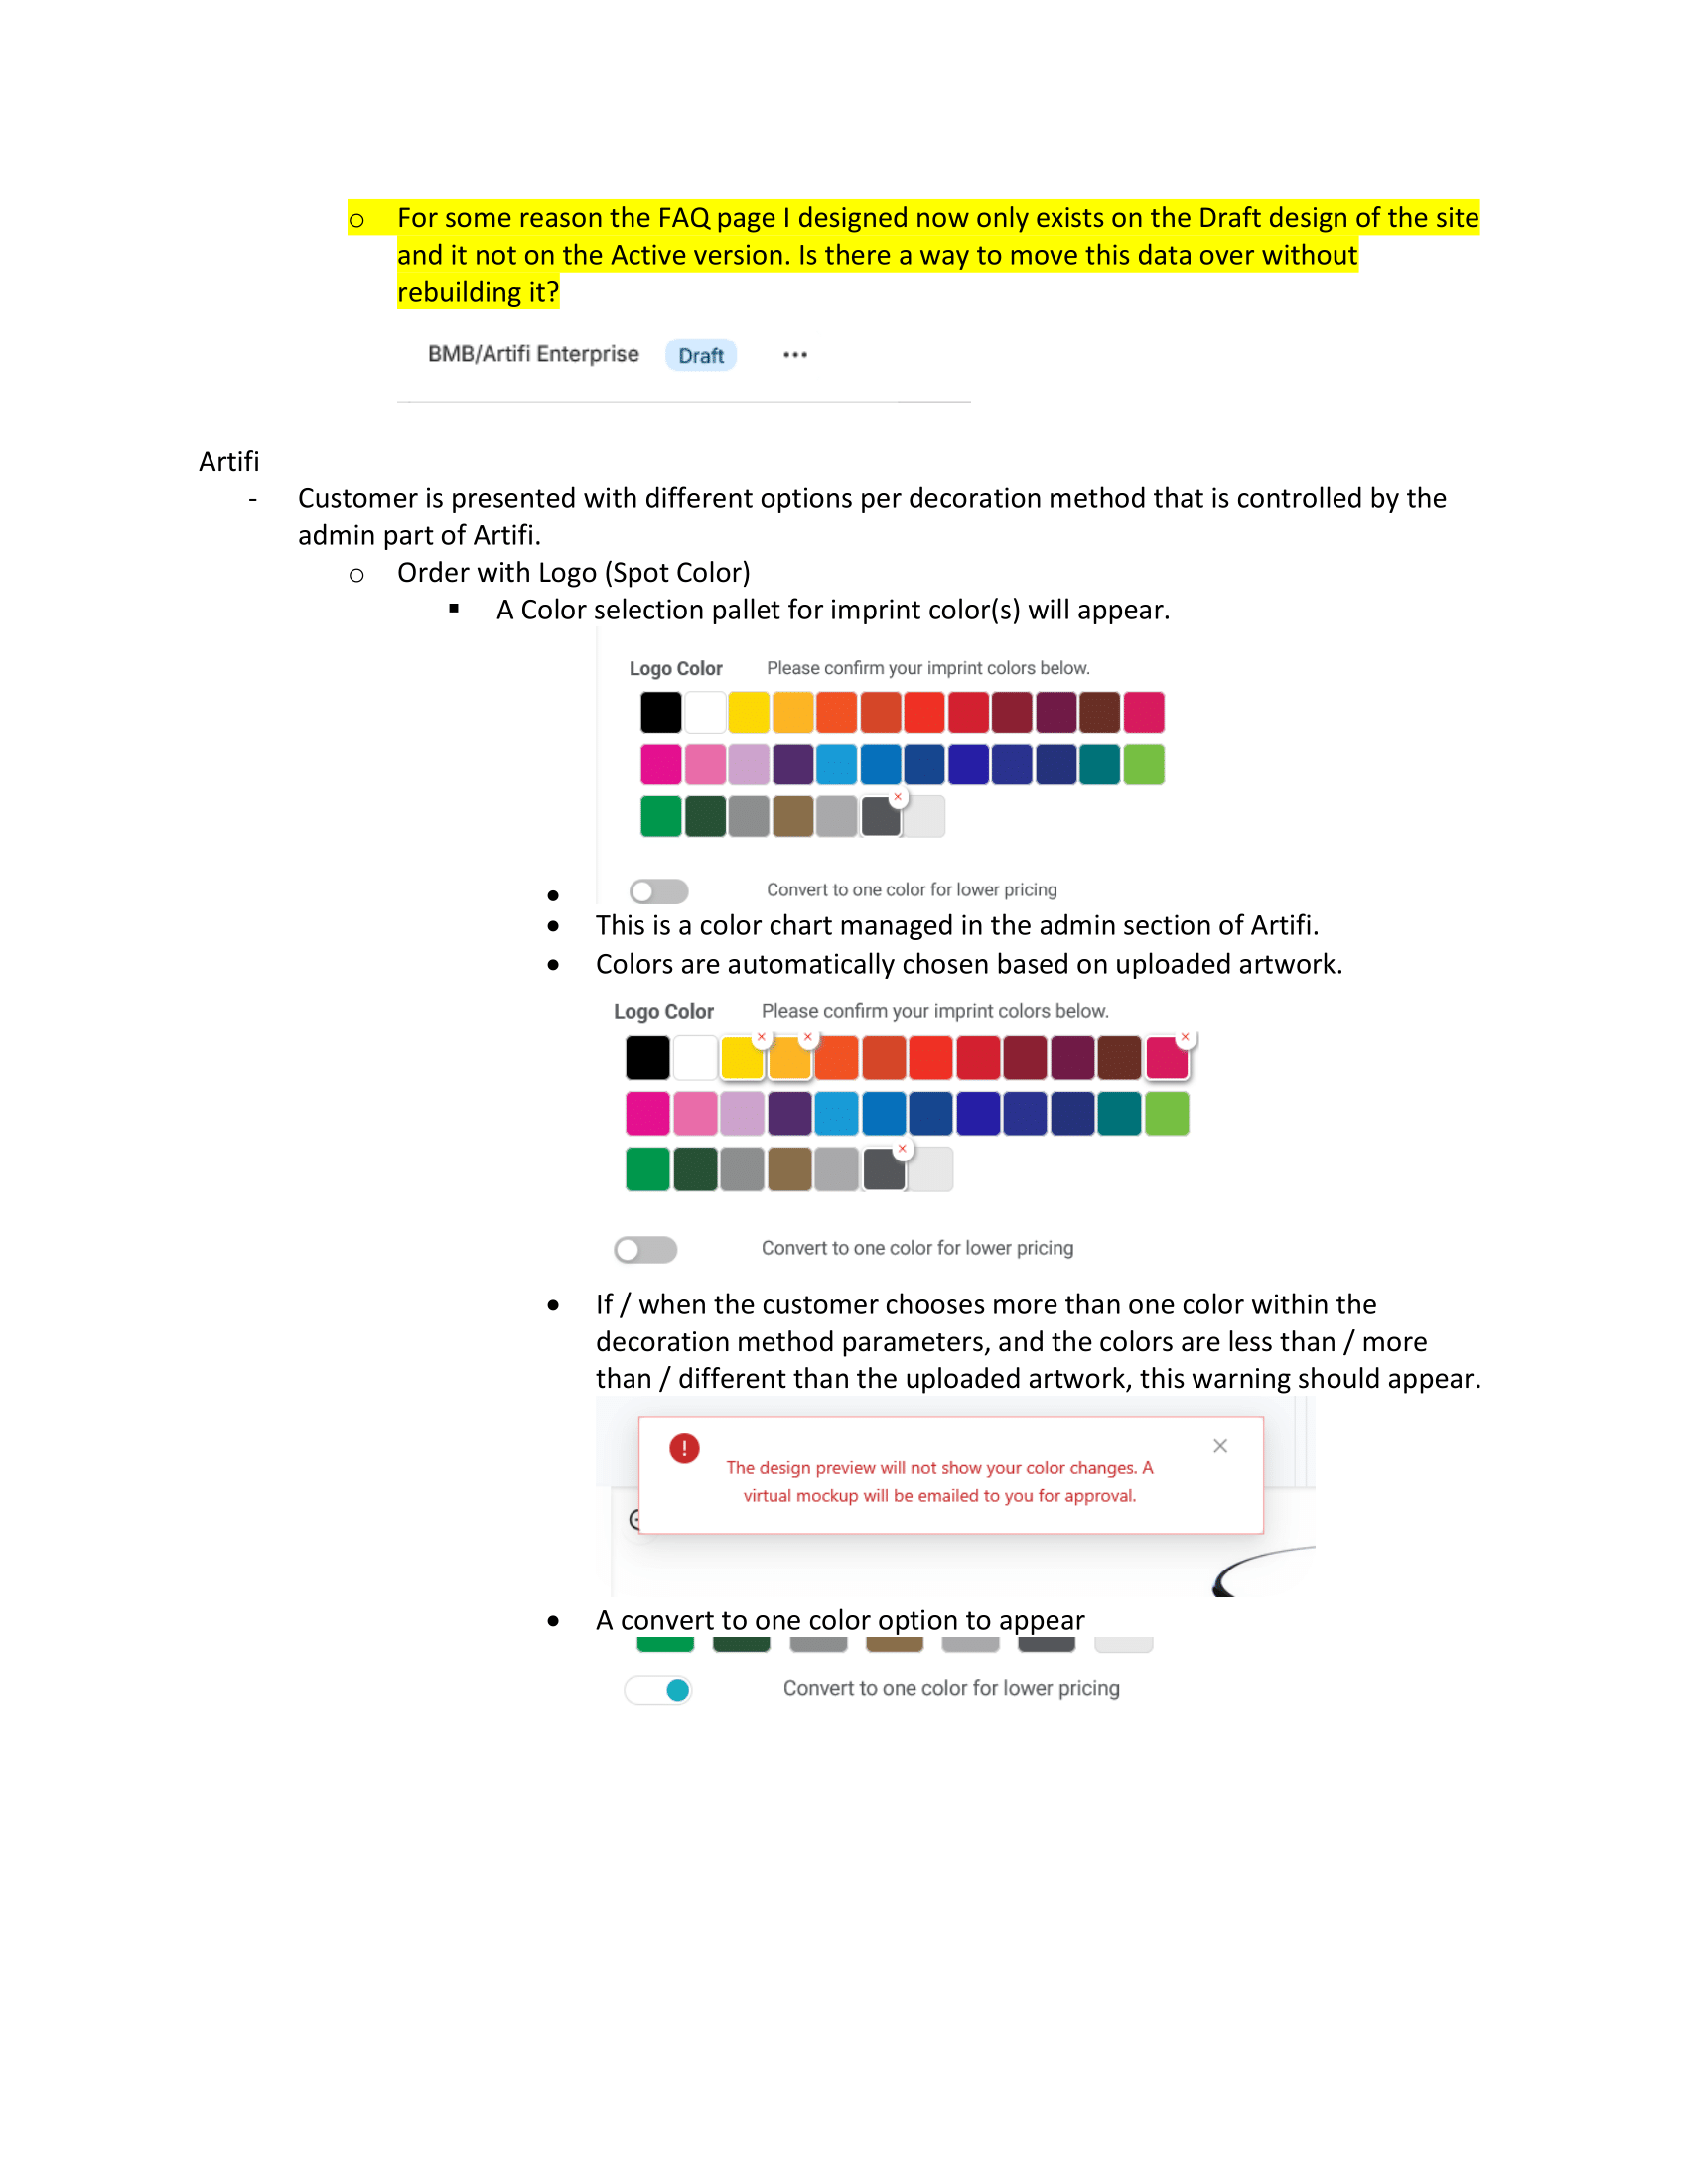 o For some reason the FAQ page I designed now only exists on the Draft design of the site
and it not on the Active version. Is there a way to move this data over without
rebuilding it?
BMB/Artifi Enterprise Draft ...
Artifi
- Customer is presented with different options per decoration method that is controlled by the
admin part of Artifi.
o Order with Logo (Spot Color)
▪ A Color selection pallet for imprint color(s) will appear.
Logo Color Please confirm your imprint colors below.
• Convert to one color for lower pricing
• This is a color chart managed in the admin section of Artifi.
• Colors are automatically chosen based on uploaded artwork.
Logo Color Please confirm your imprint colors below.
Convert to one color for lower pricing
• If / when the customer chooses more than one color within the
decoration method parameters, and the colors are less than / more
than / different than the uploaded artwork, this warning should appear.
The design preview will not show your color changes. A
virtual mockup will be emailed to you for approval.
• A convert to one color option to appear
Convert to one color for lower pricing